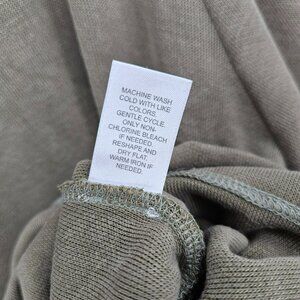 MACHINE WASH
COLD WITH LIKE
COLORS,
GENTLE CYCLE.
ONLY NON-
CHLORINE BLEACH
IF NEEDED.
RESHAPE AND
DRY FLAT.
WARM IRON IF
NEEDED.